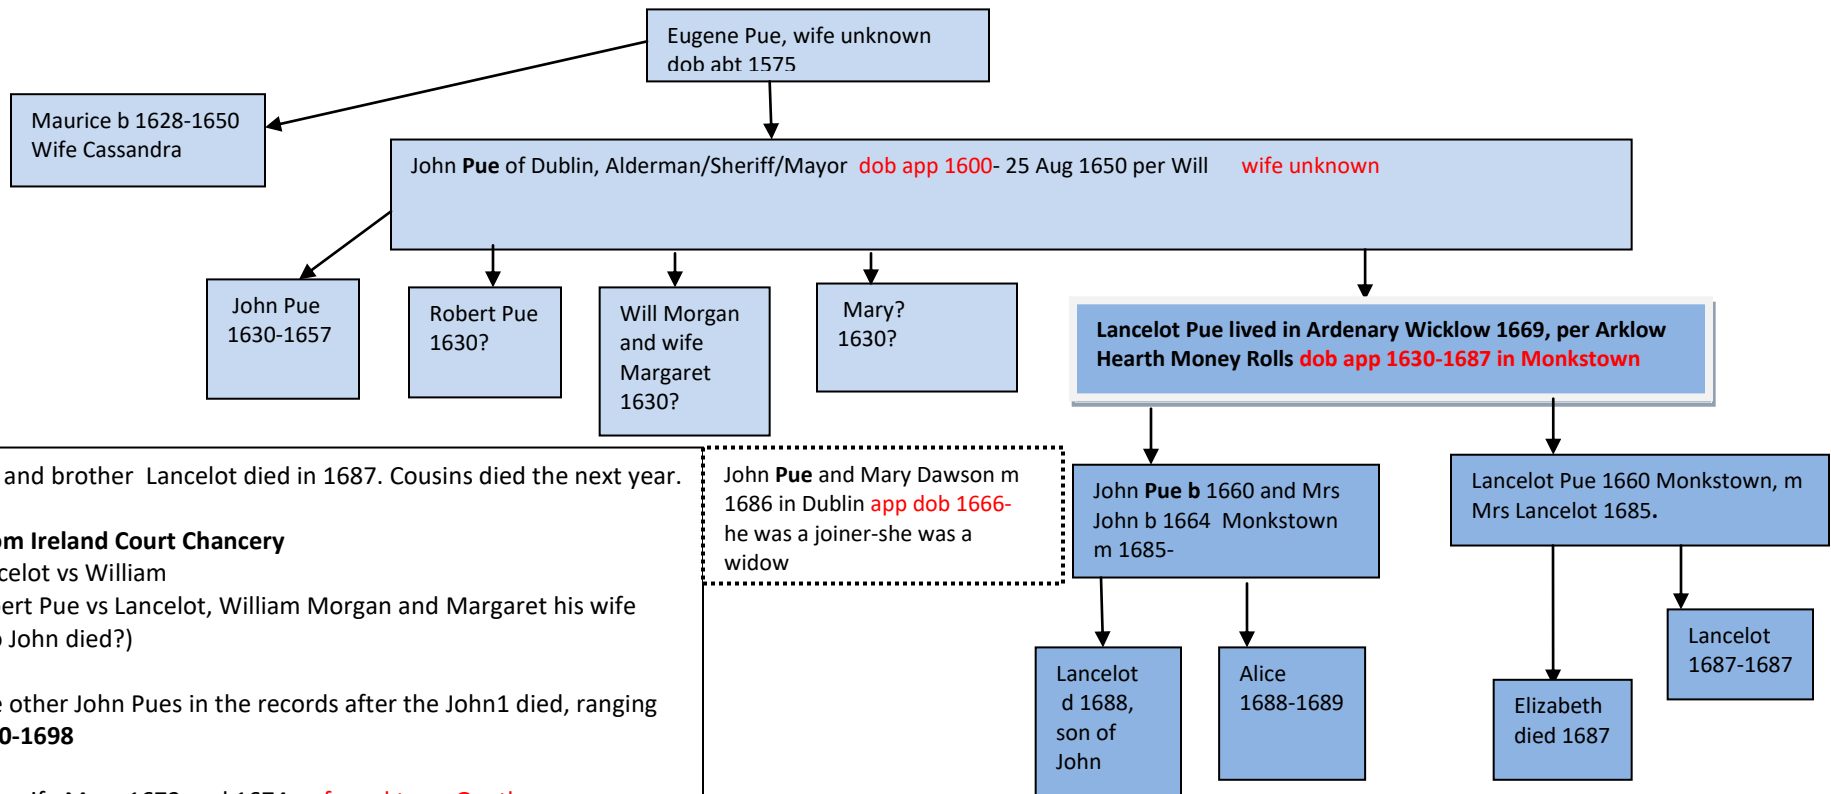 Eugene Pue, wife unknown
dob abt 1575
Maurice b 1628-1650
Wife Cassandra
John Pue of Dublin, Alderman/Sheriff/Mayor dob app 1600- 25 Aug 1650 per Will wife unknown
John Pue
1630-1657
Robert Pue
1630?
Will Morgan
and wife
Margaret
1630?
Mary?
1630?
Lancelot Pue lived in Ardenary Wicklow 1669, per Arklow
Hearth Money Rolls dob app 1630-1687 in Monkstown
and brother Lancelot died in 1687. Cousins died the next year.
om Ireland Court Chancery
celot vs William
ert Pue vs Lancelot, William Morgan and Margaret his wife
John died?)
e other John Pues in the records after the John1 died, ranging
0-1698
John Pue and Mary Dawson m
1686 in Dublin app dob 1666-
he was a joiner-she was a
widow
John Pue b 1660 and Mrs
John b 1664 Monkstown
m 1685-
Lancelot Pue 1660 Monkstown, m
Mrs Lancelot 1685.
Lancelot
d 1688,
son of
John
Alice
1688-1689
Elizabeth
died 1687
Lancelot
1687-1687